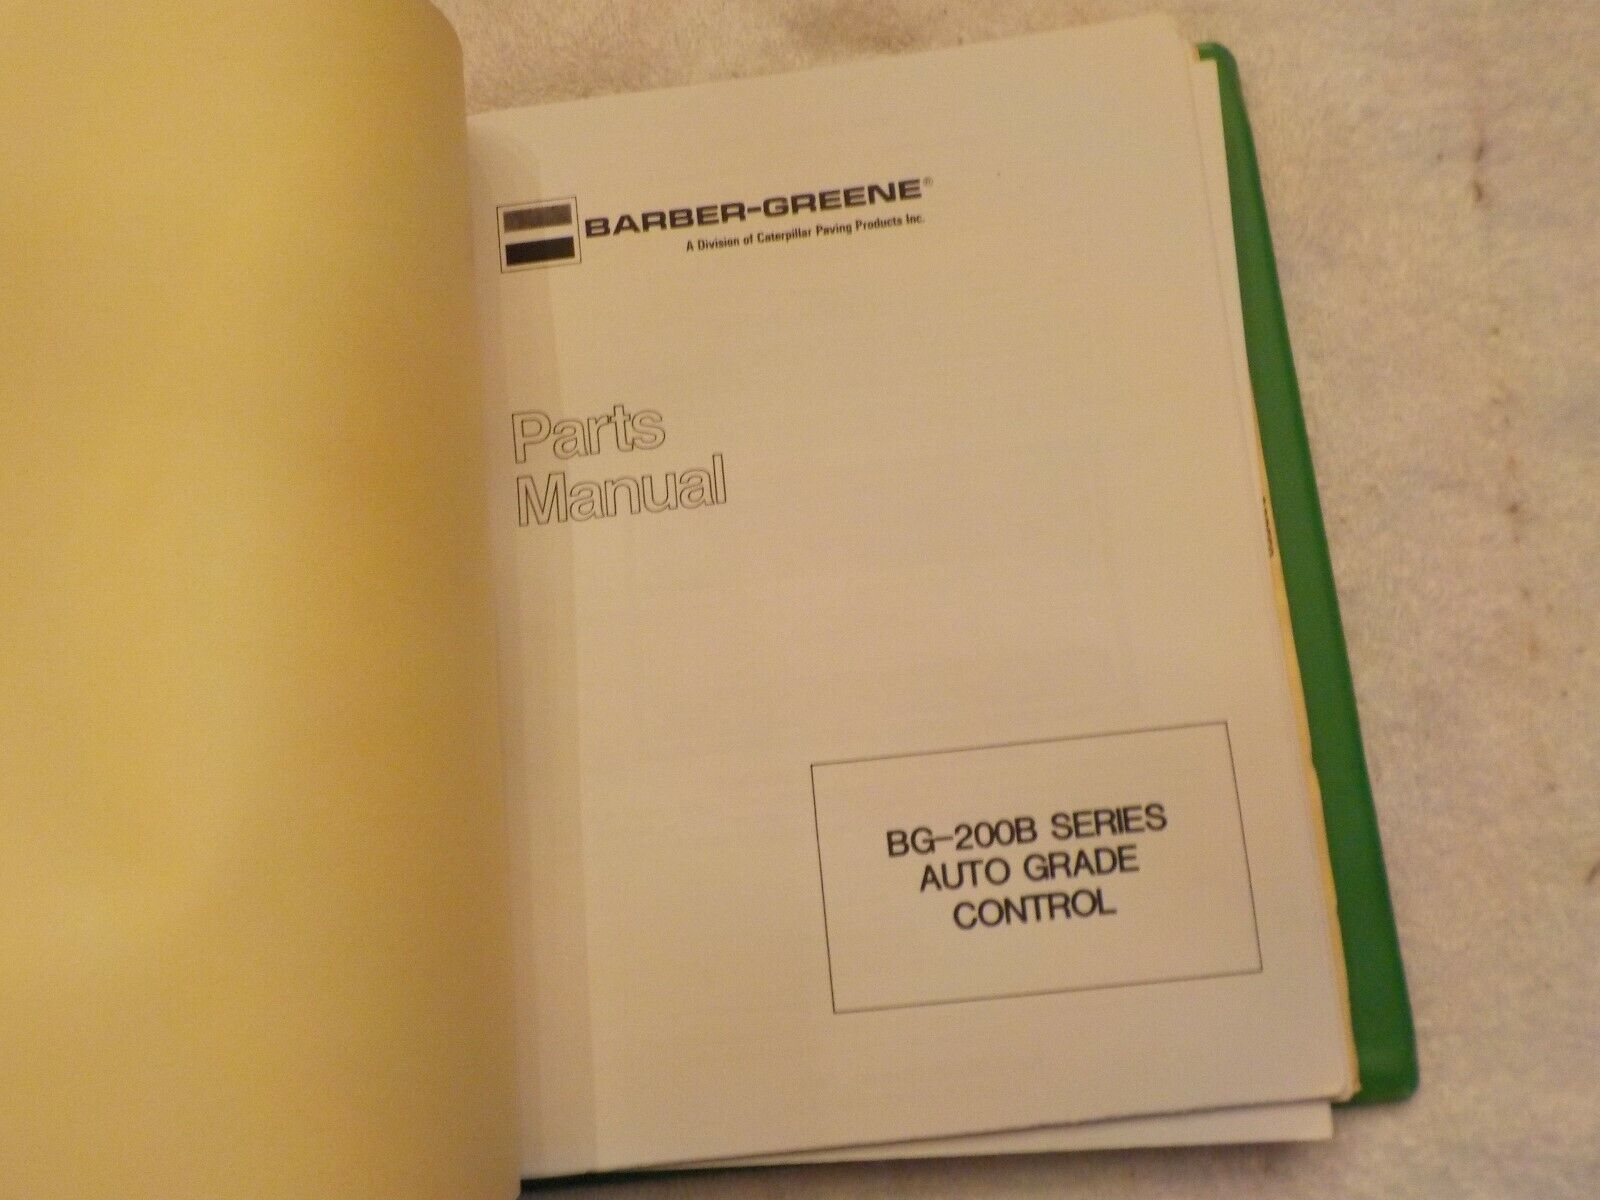 BARBER-GREENE®
A Division of Caterpillar Paving Products Inc.
Parts
Manual
BG-200B SERIES
AUTO GRADE
CONTROL